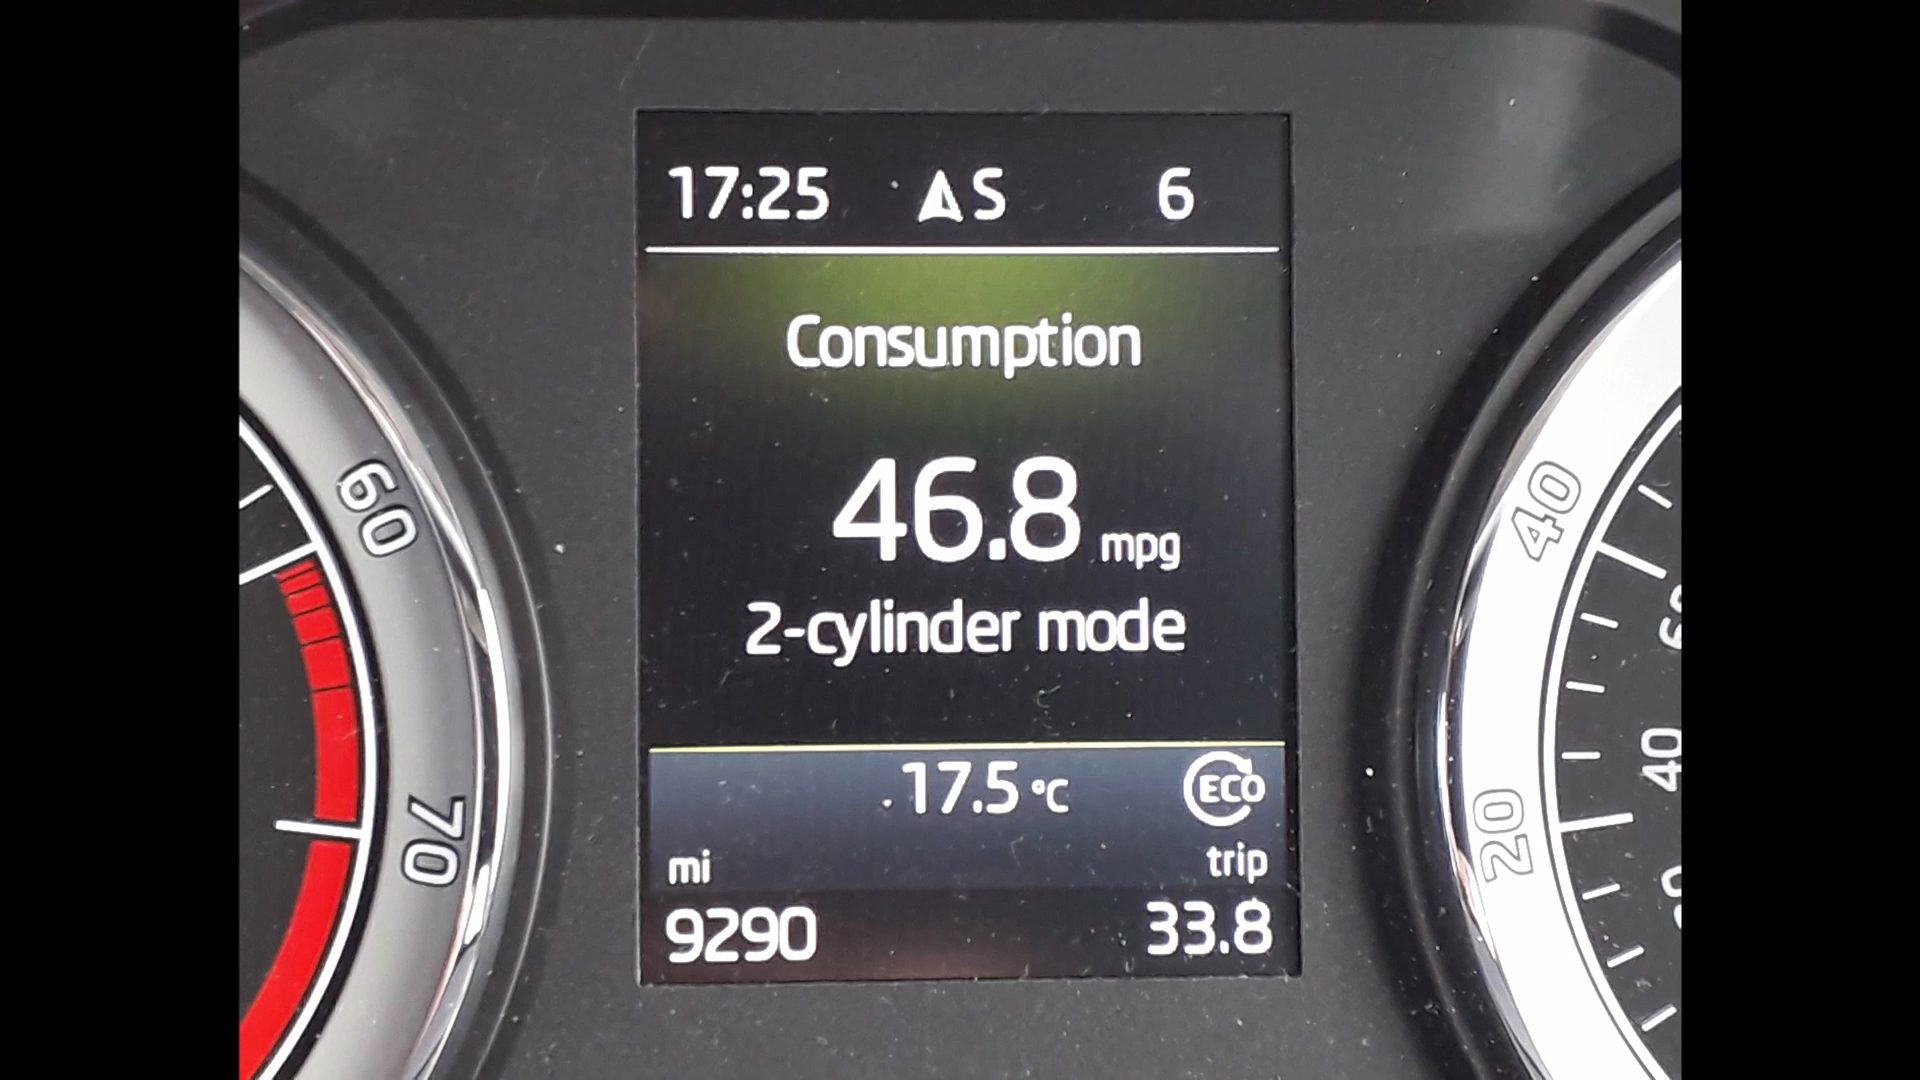 17:25 S 6
Consumption
46.8 mpg
2-cylinder mode
17.5 °C ECO
mi trip
9290 33.8
60
70
40
20
40